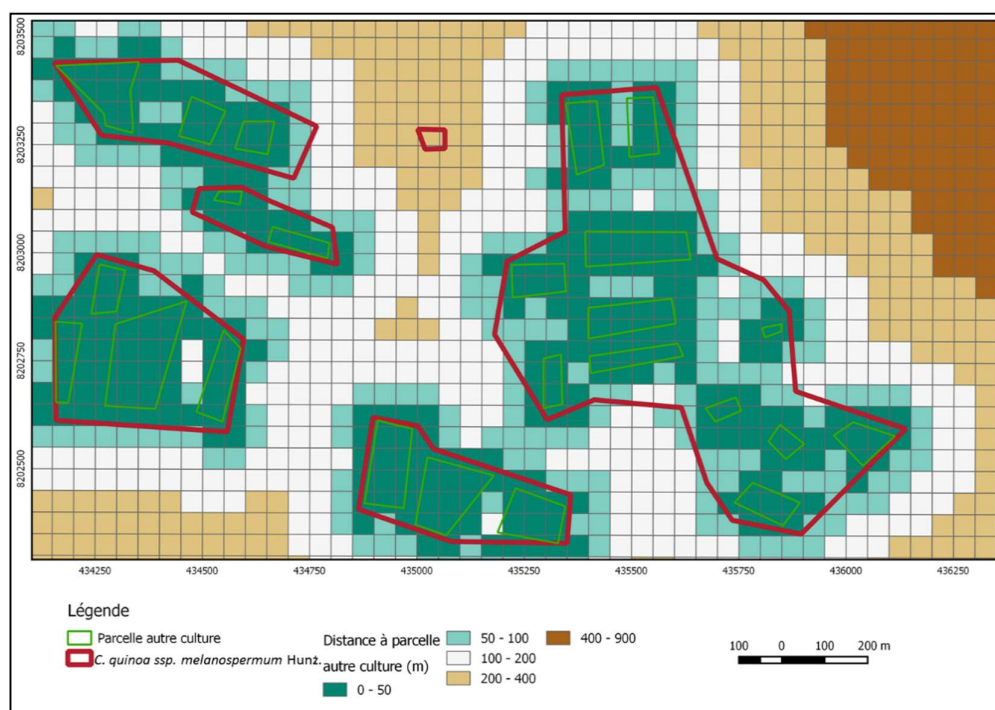 8203500
8203250
8203000
8202750
8202500
434250 434500 434750 435000 435250 435500 435750 436000 436250
Légende
Parcelle autre culture
C. quinoa ssp. melanospermum Hunz.
Distance à parcelle
autre culture (m)
0 - 50
50 - 100
100 - 200
200 - 400
400 - 900
100 0 100 200 m